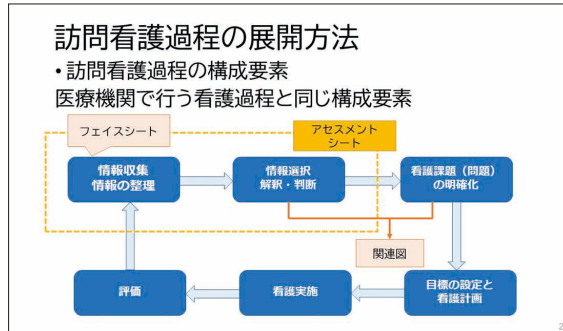 訪問看護過程の展開方法
• 訪問看護過程の構成要素
医療機関で行う看護過程と同じ構成要素
フェイスシート
アセスメント
シート
情報収集
情報の整理
情報選択
解釈・判断
看護課題（問題）
の明確化
関連図
評価
看護実施
目標の設定と
看護計画
2